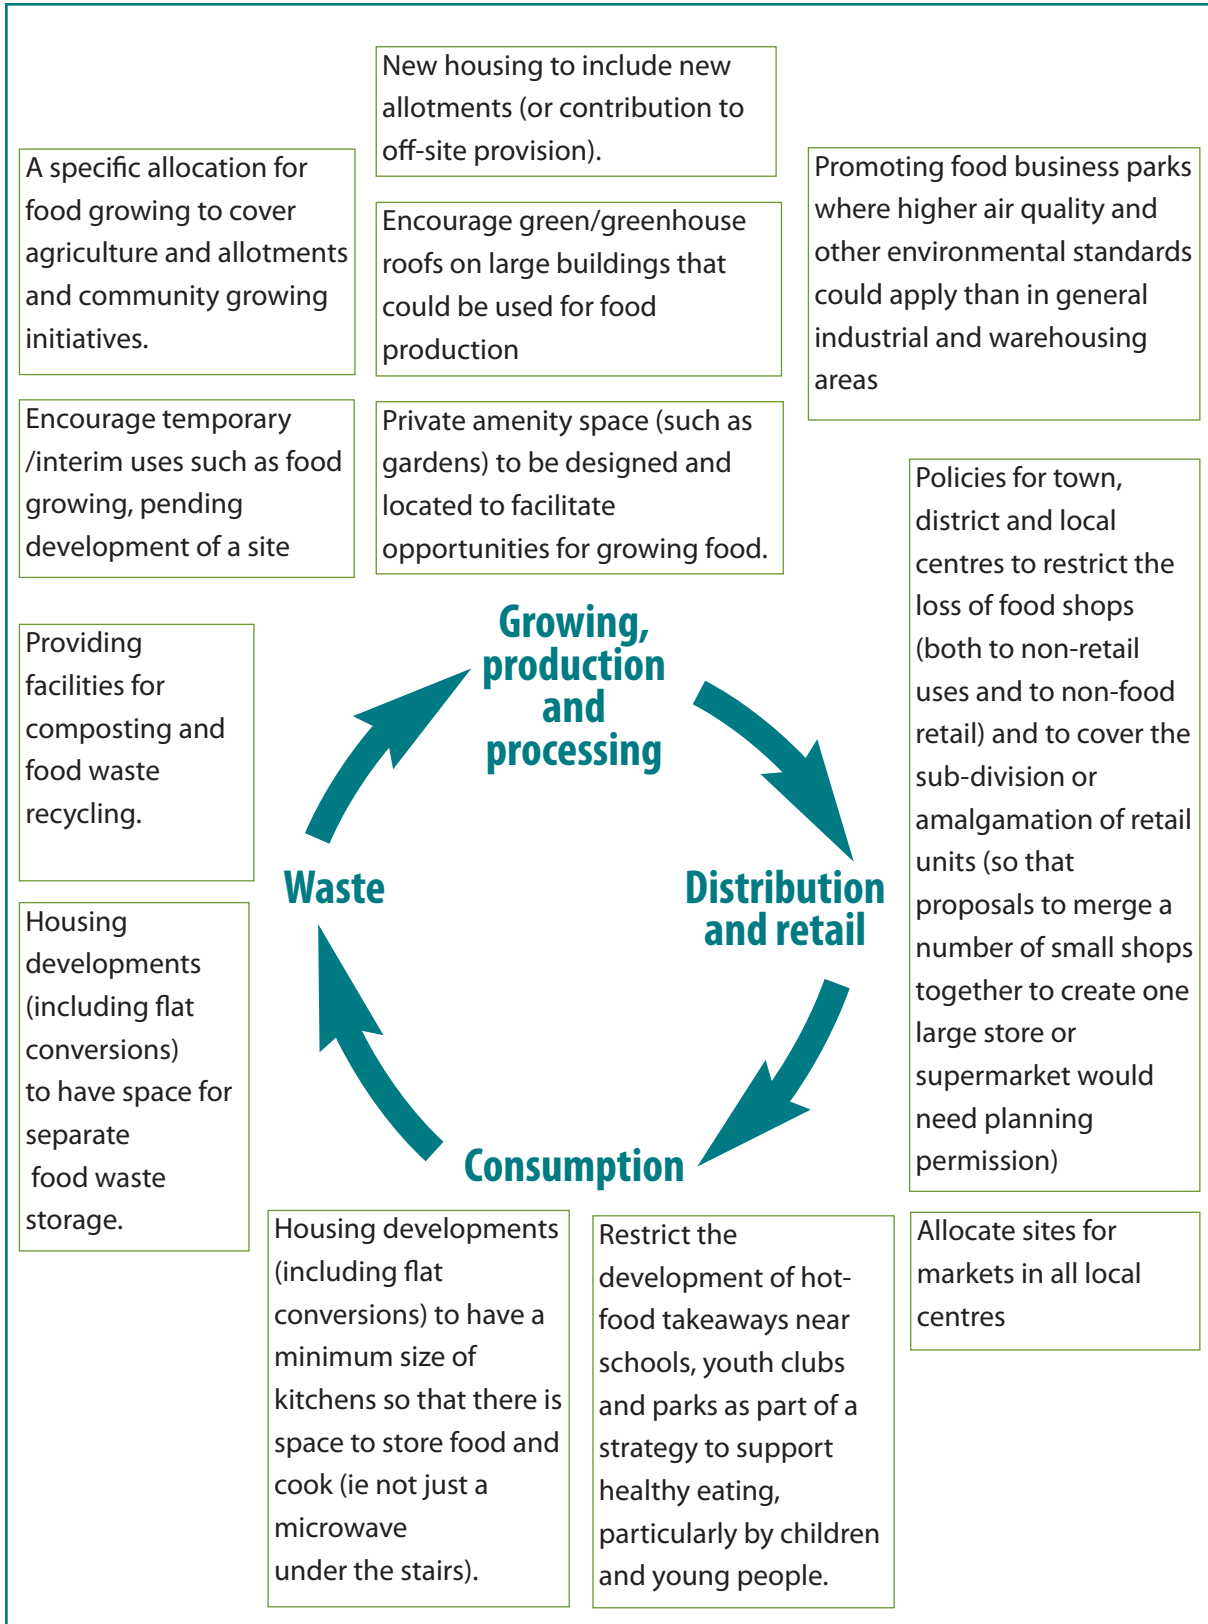 New housing to include new
allotments (or contribution to
off-site provision).
A specific allocation for
food growing to cover
agriculture and allotments
and community growing
initiatives.
Encourage green/greenhouse
roofs on large buildings that
could be used for food
production
Promoting food business parks
where higher air quality and
other environmental standards
could apply than in general
industrial and warehousing
areas
Encourage temporary
/interim uses such as food
growing, pending
development of a site
Private amenity space (such as
gardens) to be designed and
located to facilitate
opportunities for growing food.
Policies for town,
district and local
centres to restrict the
loss of food shops
(both to non-retail
uses and to non-food
retail) and to cover the
sub-division or
amalgamation of retail
units (so that
proposals to merge a
number of small shops
together to create one
large store or
supermarket would
need planning
permission)
Growing,
production
and
processing
Providing
facilities for
composting and
food waste
recycling.
Waste
Distribution
and retail
Housing
developments
(including flat
conversions)
to have space for
separate
food waste
storage.
Consumption
Housing developments
(including flat
conversions) to have a
minimum size of
kitchens so that there is
space to store food and
cook (ie not just a
microwave
under the stairs).
Restrict the
development of hot-
food takeaways near
schools, youth clubs
and parks as part of a
strategy to support
healthy eating,
particularly by children
and young people.
Allocate sites for
markets in all local
centres